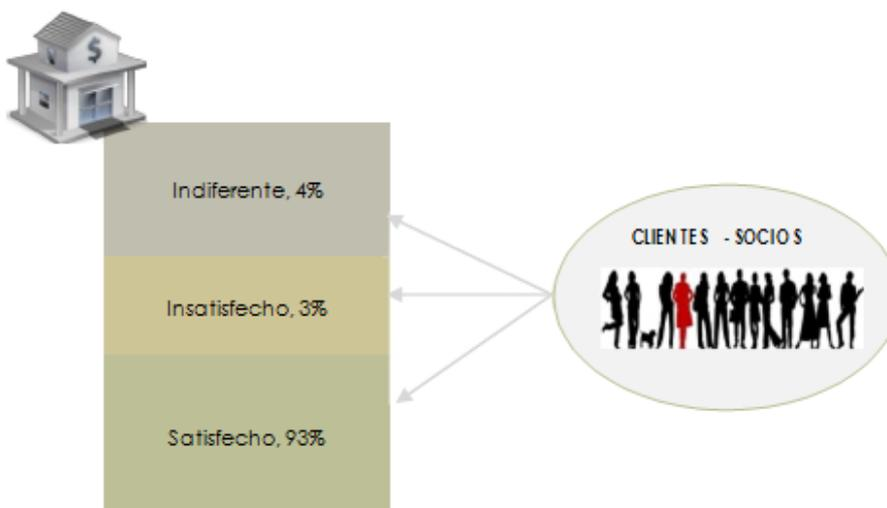 $
Indiferente, 4%
Insatisfecho, 3%
Satisfecho, 93%
CLIENTES - SOCIOS